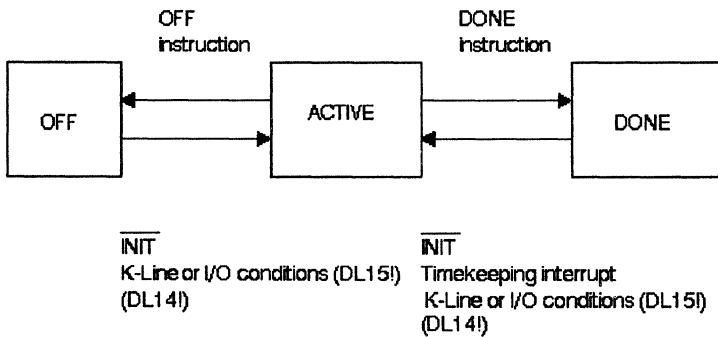 OFF
instruction
DONE
instruction
OFF
ACTIVE
DONE
INIT
K-Line or I/O conditions (DL15!)
(DL14!)
INIT
Timekeeping interrupt
K-Line or I/O conditions (DL15!)
(DL14!)